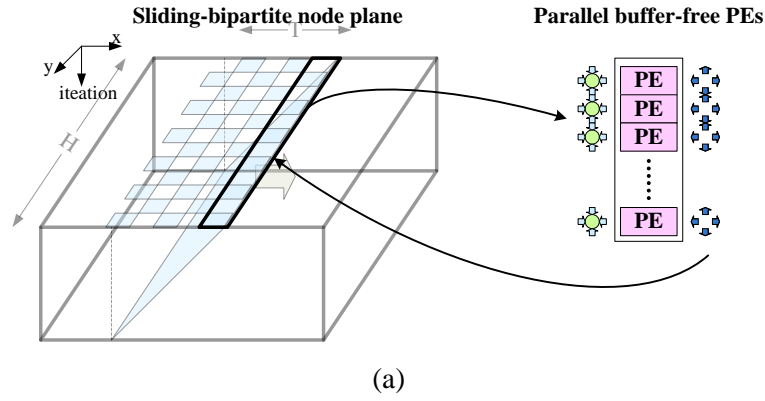 Sliding-bipartite node plane
Parallel buffer-free PEs
T
x
y
iteation
H
PE
PE
PE
PE
(a)